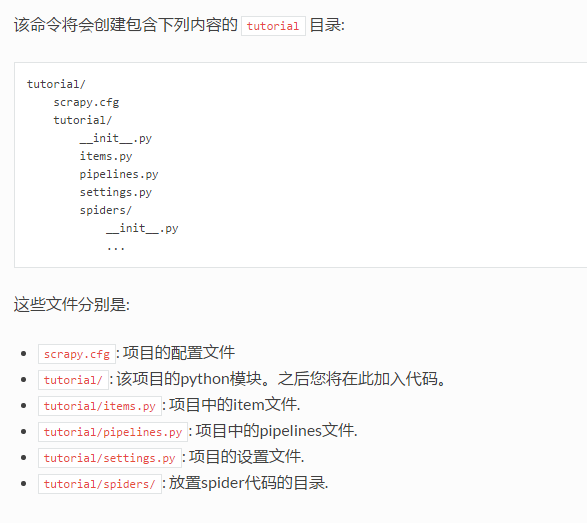 该命令将会创建包含下列内容的 tutorial 目录:
tutorial/
    scrapy.cfg
    tutorial/
        __init__.py
        items.py
        pipelines.py
        settings.py
        spiders/
            __init__.py
            ...
这些文件分别是:
• scrapy.cfg: 项目的配置文件
• tutorial/: 该项目的python模块。之后您将在此加入代码。
• tutorial/items.py: 项目中的item文件.
• tutorial/pipelines.py: 项目中的pipelines文件.
• tutorial/settings.py: 项目的设置文件.
• tutorial/spiders/: 放置spider代码的目录.